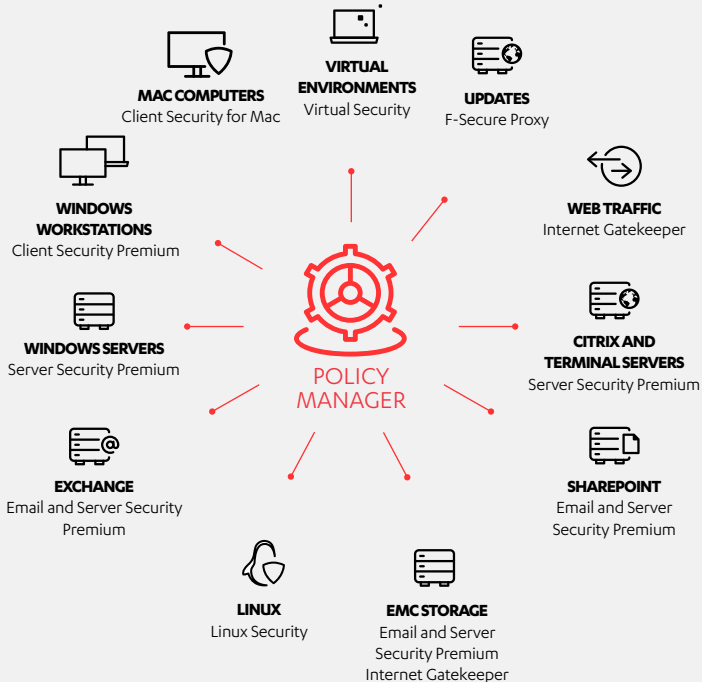 MAC COMPUTERS
Client Security for Mac
VIRTUAL
ENVIRONMENTS
Virtual Security
UPDATES
F-Secure Proxy
WINDOWS
WORKSTATIONS
Client Security Premium
WEB TRAFFIC
Internet Gatekeeper
WINDOWS SERVERS
Server Security Premium
POLICY
MANAGER
CITRIX AND
TERMINAL SERVERS
Server Security Premium
EXCHANGE
Email and Server Security
Premium
SHAREPOINT
Email and Server
Security Premium
LINUX
Linux Security
EMC STORAGE
Email and Server
Security Premium
Internet Gatekeeper